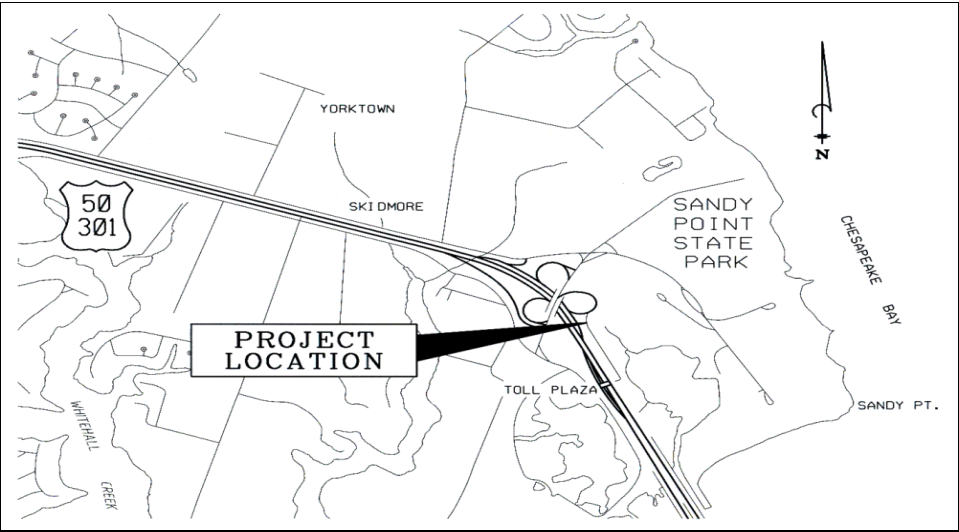 YORKTOWN
N
50
301
SKIDMORE
SANDY
POINT
STATE
PARK
CHESAPEAKE BAY
PROJECT
LOCATION
TOLL PLAZA
SANDY PT.
WHITEHALL
CREEK